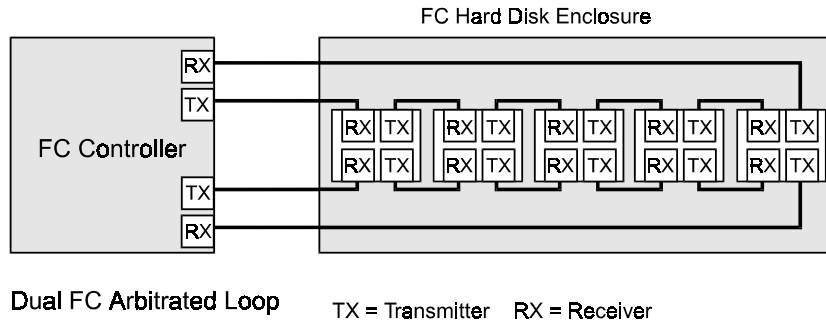 FC Hard Disk Enclosure
RX
TX
RX TX RX TX RX TX RX TX RX TX
FC Controller
RX TX RX TX RX TX RX TX RX TX
TX
RX
Dual FC Arbitrated Loop
TX = Transmitter RX = Receiver